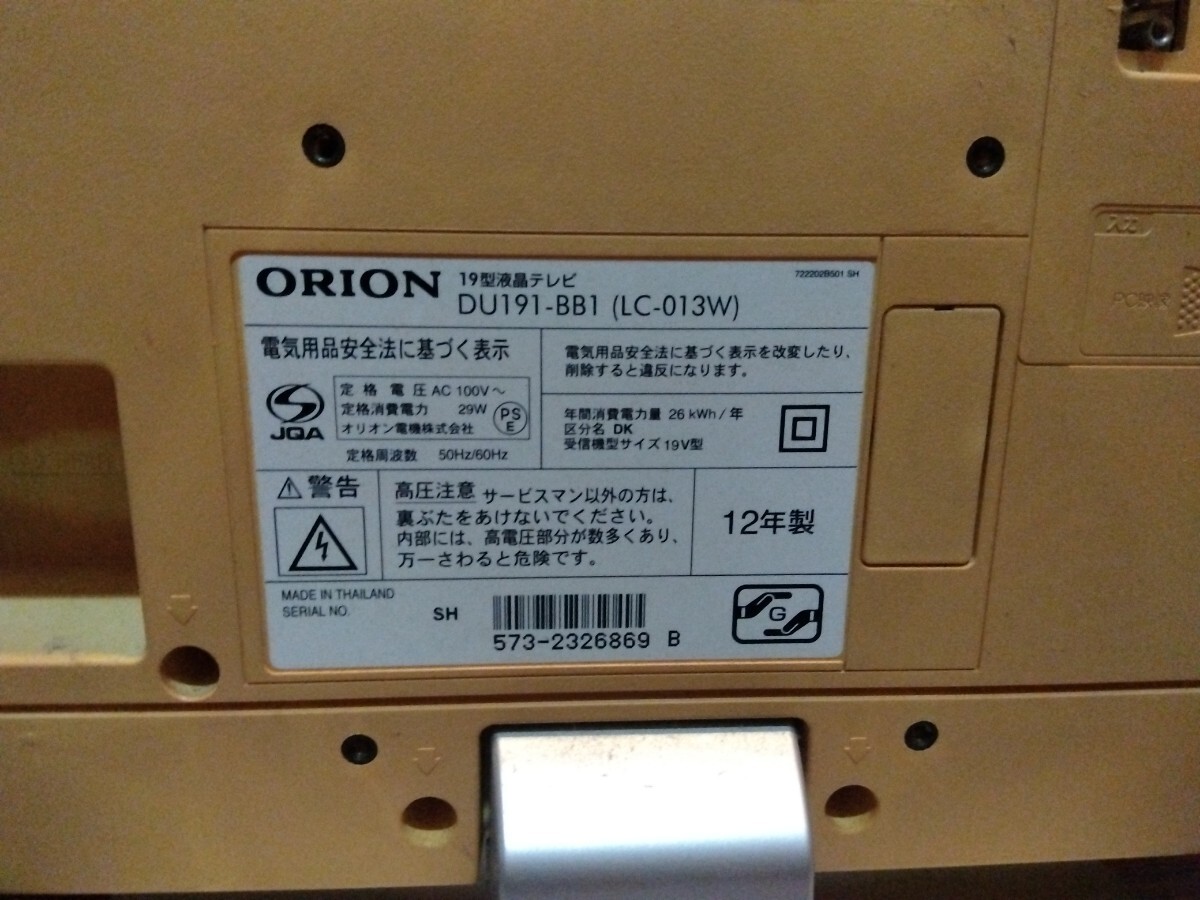 ORION 19型液晶テレビ
DU191-BB1 (LC-013W)
722202B501 SH
電気用品安全法に基づく表示
JQA
定格電圧 AC 100V～
定格消費電力 29W
オリオン電機株式会社
PS
E
定格周波数 50Hz/60Hz
電気用品安全法に基づく表示を改変したり、
削除すると違反になります。
年間消費電力量 26 kWh/年
区分名 DK
受信機型サイズ 19V型
警告
高圧注意 サービスマン以外の方は、
裏ぶたをあけないでください。
内部には、高電圧部分が数多くあり、
万一さわると危険です。
12年製
MADE IN THAILAND
SERIAL NO.
SH
573-2326869 B
G